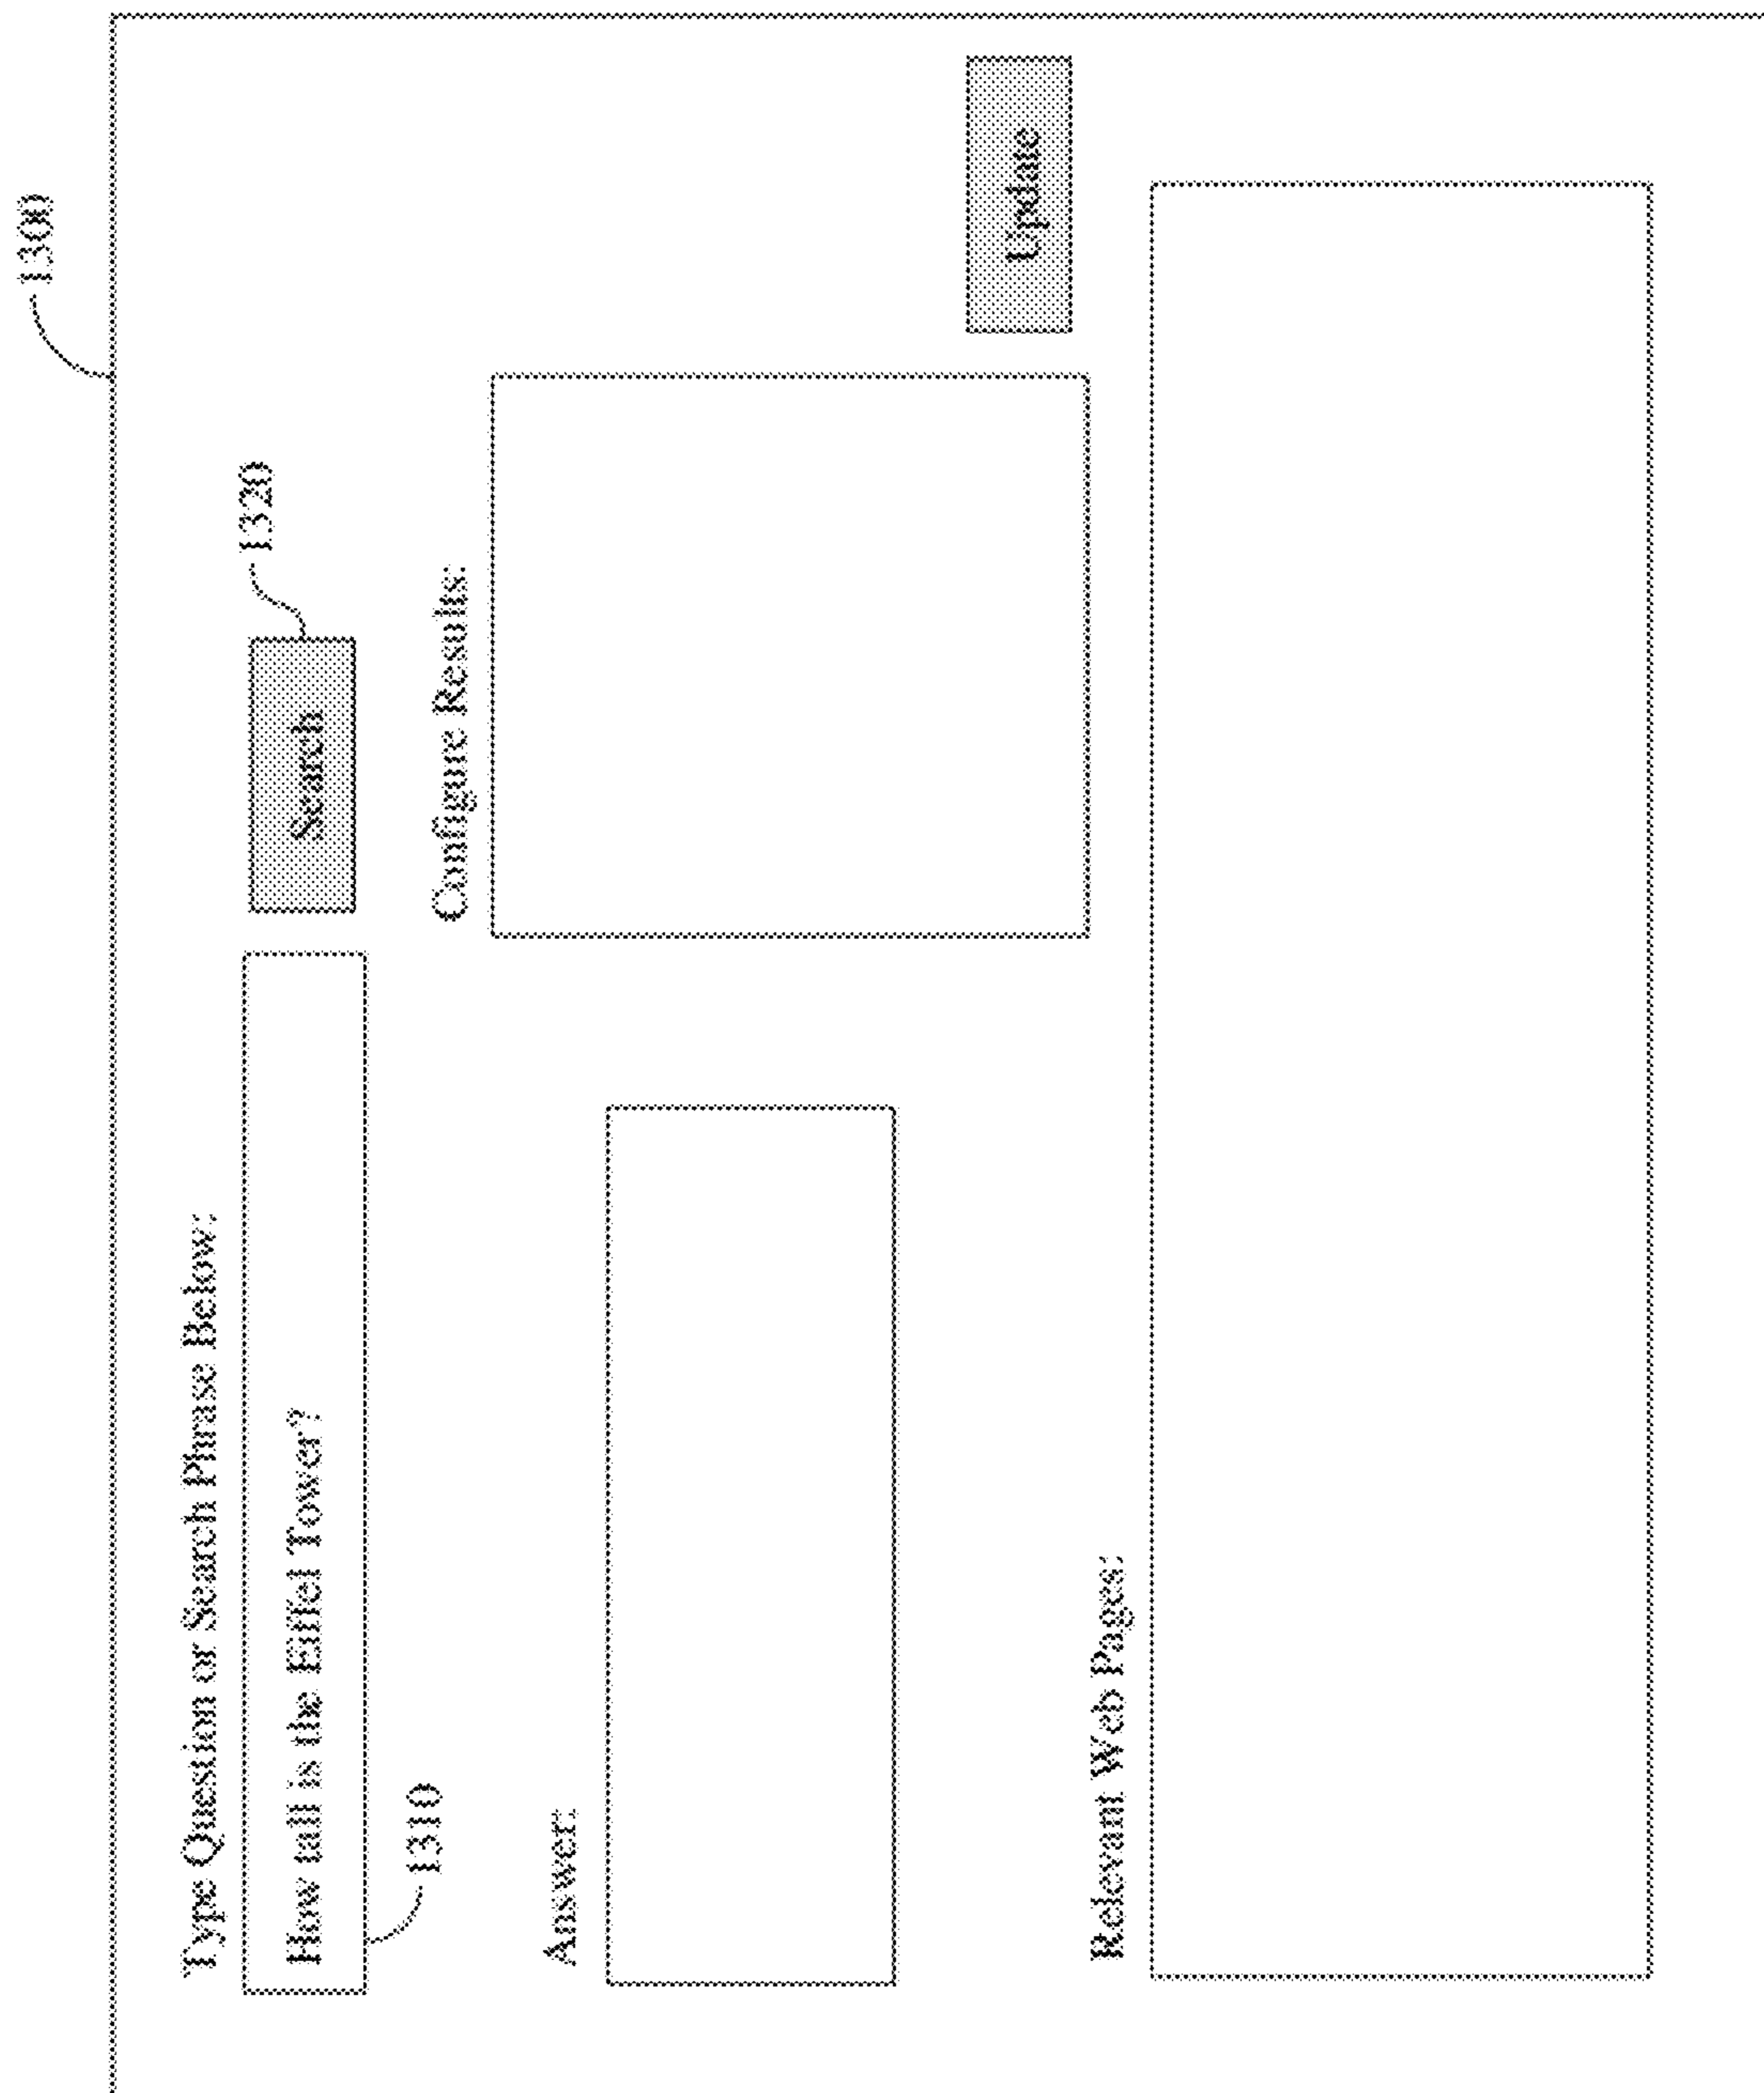 1300
Type Question or Search Phrase Below:
How tall is the Eiffel Tower?
Search
1320
1310
Configure Results:
Answer:
Update
Relevant Web Pages: